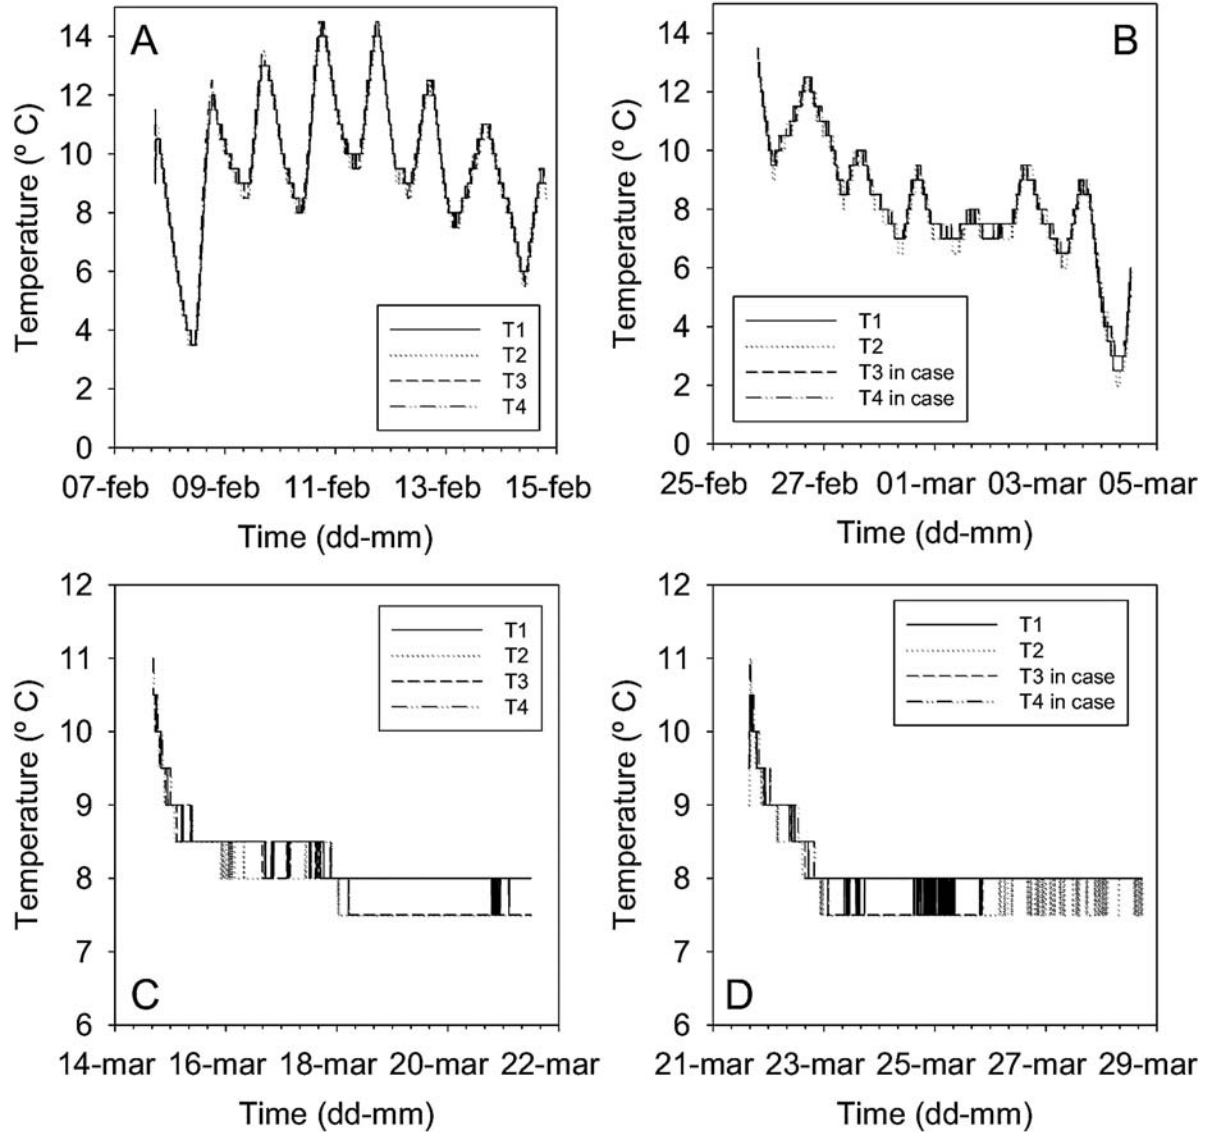 A
Temperature (º C)
14
12
10
8
6
4
2
0
T1
T2
T3
T4
07-feb 09-feb 11-feb 13-feb 15-feb
Time (dd-mm)
B
Temperature (º C)
14
12
10
8
6
4
2
0
T1
T2
T3 in case
T4 in case
25-feb 27-feb 01-mar 03-mar 05-mar
Time (dd-mm)
C
Temperature (º C)
12
11
10
9
8
7
6
T1
T2
T3
T4
14-mar 16-mar 18-mar 20-mar 22-mar
Time (dd-mm)
D
Temperature (º C)
12
11
10
9
8
7
6
T1
T2
T3 in case
T4 in case
21-mar 23-mar 25-mar 27-mar 29-mar
Time (dd-mm)